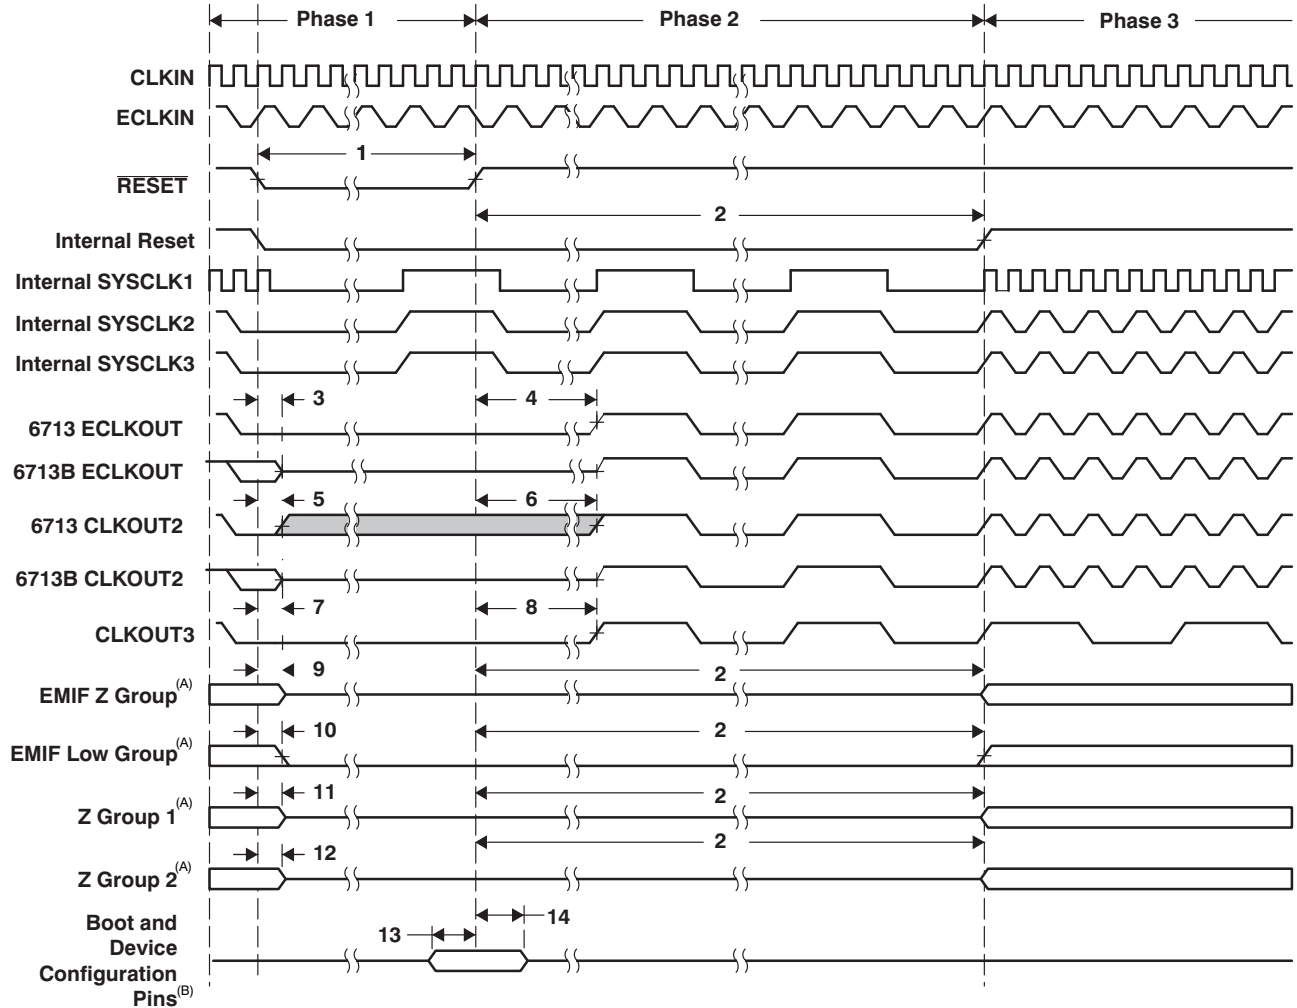 Phase 1 Phase 2 Phase 3
CLKIN
ECLKIN
1
RESET
2
Internal Reset
Internal SYSCLK1
Internal SYSCLK2
Internal SYSCLK3
3 4
6713 ECLKOUT
6713B ECLKOUT
5 6
6713 CLKOUT2
6713B CLKOUT2
7 8
CLKOUT3
9 2
EMIF Z Group(A)
10 2
EMIF Low Group(A)
11 2
Z Group 1(A)
12 2
Z Group 2(A)
14
13
Boot and
Device
Configuration
Pins(B)